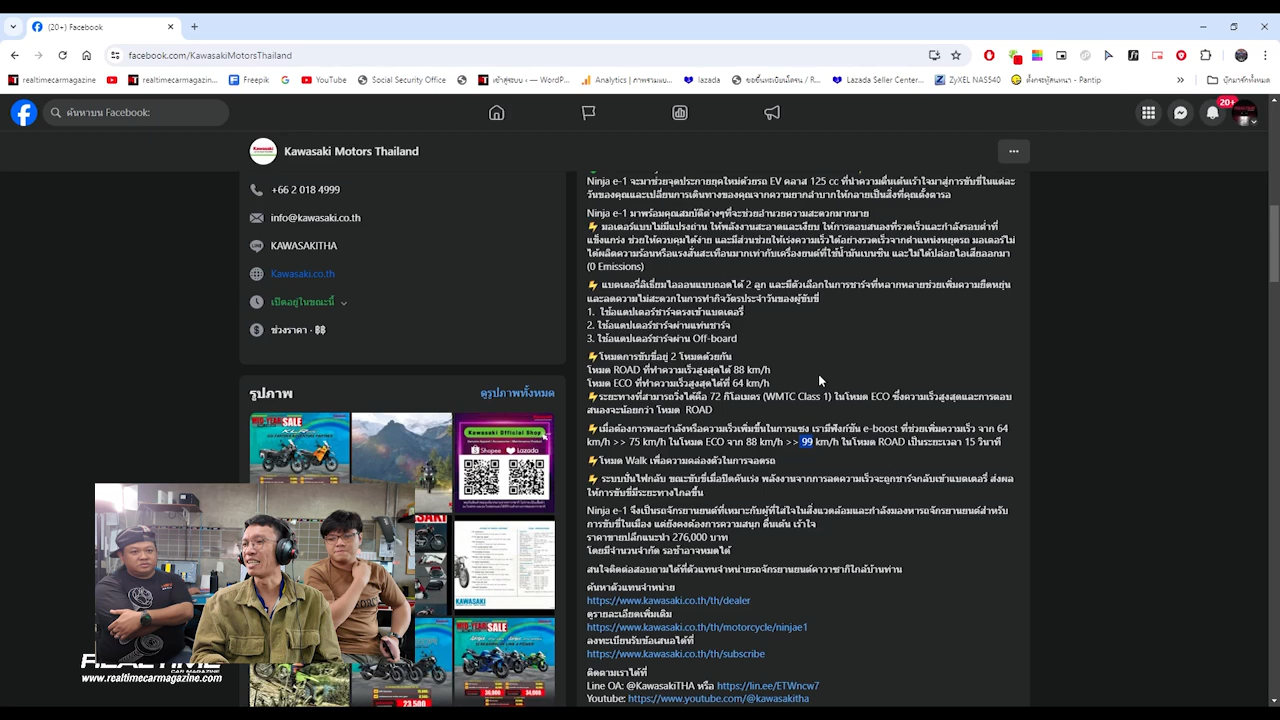 (20+) Facebook
facebook.com/KawasakiMotorsThailand
realtimecarmagazine
realtimecarmagazin...
Freepik
YouTube
Social Security Office
เข้าสู่ระบบ ‹ — WordP...
Analytics | ภาพรวมแบ...
lazada
ขอขึ้นทะเบียนโดรน / R...
Lazada Seller Center...
ZyXEL NAS540
ตั้งกระทู้สนทนา - Pantip
»
บุ๊กมาร์กทั้งหมด
ค้นหาบน Facebook:
20+
Kawasaki Motors Thailand
+66 2 018 4999
info@kawasaki.co.th
KAWASAKITHA
Kawasaki.co.th
เปิดอยู่ในขณะนี้
ช่วงราคา · ฿฿
รูปภาพ
ดูรูปภาพทั้งหมด
MID-YEAR SALE
Kawasaki Official Shop
Shopee Lazada
KAWASAKI
MID-YEAR SALE
23,500
Ninja e-1 จะมาช่วยจุดประกายยุคใหม่ด้วยรถ EV คลาส 125 cc ที่นำความตื่นเต้นเร้าใจมาสู่การขับขี่ในแต่ละ
วันของคุณและเปลี่ยนการเดินทางของคุณจากความยากลำบากให้กลายเป็นสิ่งที่คุณตั้งตารอ
Ninja e-1 มาพร้อมคุณสมบัติต่างๆที่จะช่วยอำนวยความสะดวกมากมาย
⚡ มอเตอร์แบบไม่มีแปรงถ่าน ให้พลังงานสะอาดและเงียบ ให้การตอบสนองที่รวดเร็วและกำลังรอบต่ำที่
แข็งแกร่ง ช่วยให้ควบคุมได้ง่าย และมีส่วนช่วยให้เร่งความเร็วได้อย่างรวดเร็วจากตำแหน่งหยุดรถ มอเตอร์ไม่
ได้ผลิตความร้อนหรือแรงสั่นสะเทือนมากเท่ากับเครื่องยนต์ที่ใช้น้ำมันเบนซิน และไม่ได้ปล่อยไอเสียออกมา
(0 Emissions)
⚡ แบตเตอรี่ลิเธียมไอออนแบบถอดได้ 2 ลูก และมีตัวเลือกในการชาร์จที่หลากหลายช่วยเพิ่มความยืดหยุ่น
และลดความไม่สะดวกในการทำกิจวัตรประจำวันของผู้ขับขี่
1. ใช้อแดปเตอร์ชาร์จตรงเข้าแบตเตอรี่
2. ใช้อแดปเตอร์ชาร์จผ่านแท่นชาร์จ
3. ใช้อแดปเตอร์ชาร์จผ่าน Off-board
⚡โหมดการขับขี่อยู่ 2 โหมดด้วยกัน
โหมด ROAD ที่ทำความเร็วสูงสุดได้ 88 km/h
โหมด ECO ที่ทำความเร็วสูงสุดได้ที่ 64 km/h
⚡ระยะทางที่สามารถวิ่งได้คือ 72 กิโลเมตร (WMTC Class 1) ในโหมด ECO ซึ่งความเร็วสูงสุดและการตอบ
สนองจะน้อยกว่า โหมด ROAD
⚡เมื่อต้องการพละกำลังหรือความเร็วเพิ่มขึ้นในการแซง เรามีฟังก์ชัน e-boost ที่ช่วยเพิ่มความเร็ว จาก 64
km/h >> 75 km/h ในโหมด ECO จาก 88 km/h >> 99 km/h ในโหมด ROAD เป็นระยะเวลา 15 วินาที
⚡โหมด Walk เพื่อความคล่องตัวในการจอดรถ
⚡ ระบบปั่นไฟกลับ ขณะขับขี่เมื่อปิดคันเร่ง พลังงานจากการลดความเร็วจะถูกชาร์จกลับเข้าแบตเตอรี่ ส่งผล
ให้การขับขี่มีระยะทางไกลขึ้น
Ninja e-1 จึงเป็นรถจักรยานยนต์ที่เหมาะกับผู้ที่ใส่ใจในสิ่งแวดล้อมและกำลังมองหารถจักรยานยนต์สำหรับ
การขับขี่ในเมือง แต่ยังคงต้องการความสนุก ตื่นเต้น เร้าใจ
ราคาขายปลีกแนะนำ 276,000 บาท
โดยมีจำนวนจำกัด รอช้าอาจหมดได้
สนใจติดต่อสอบถามได้ที่ตัวแทนจำหน่ายรถจักรยานยนต์คาวาซากิใกล้บ้านท่าน
ค้นหาตัวแทนจำหน่าย
https://www.kawasaki.co.th/th/dealer
ดูรายละเอียดเพิ่มเติม
https://www.kawasaki.co.th/th/motorcycle/ninjae1
ลงทะเบียนรับข้อเสนอได้ที่
https://www.kawasaki.co.th/th/subscribe
ติดตามเราได้ที่
Line OA: @KawasakiTHA หรือ https://lin.ee/ETWncw7
Youtube: https://www.youtube.com/@kawasakitha
REALTIME
CAR MAGAZINE
www.realtimecarmagazine.com